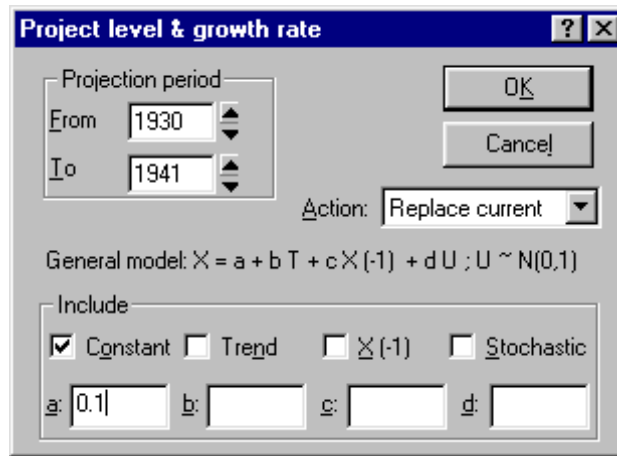 Project level & growth rate
Projection period
From 1930
To 1941
OK
Cancel
Action: Replace current
General model: X = a + b T + c X (-1) + d U ; U ~ N(0,1)
Include
Constant Trend X (-1) Stochastic
a: 0.1 b: c: d: